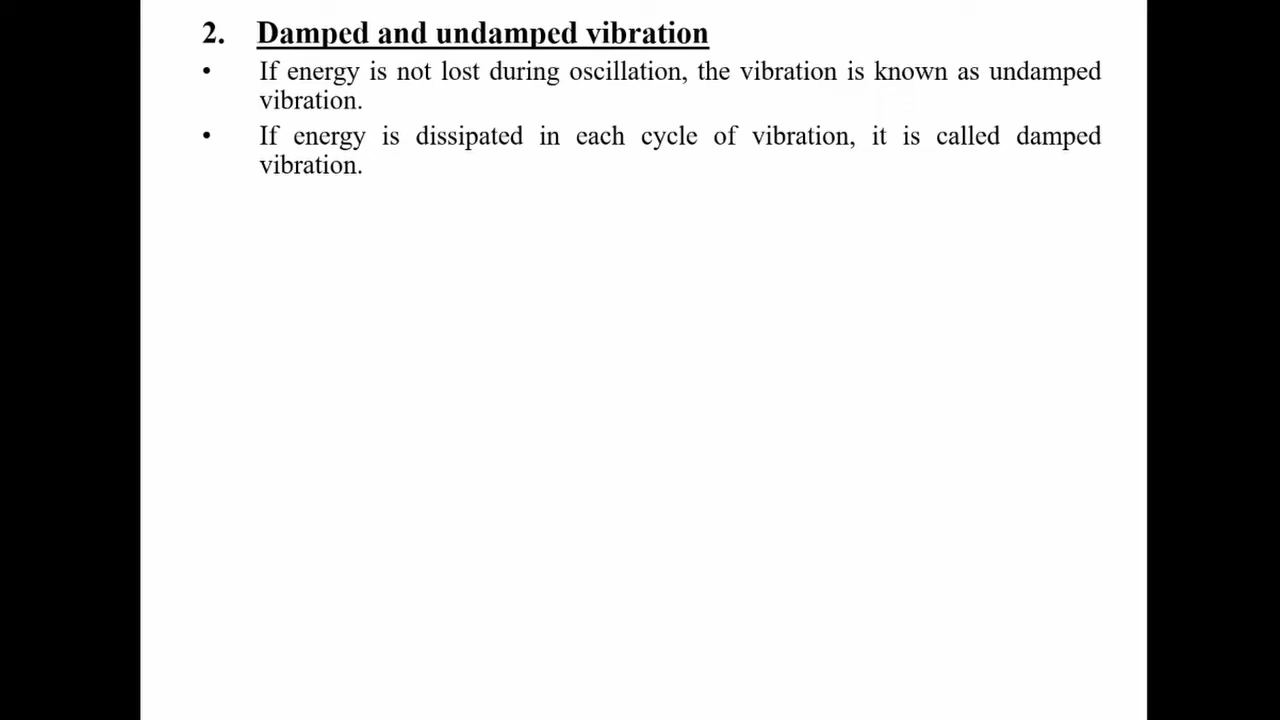 2. Damped and undamped vibration
• If energy is not lost during oscillation, the vibration is known as undamped
vibration.
• If energy is dissipated in each cycle of vibration, it is called damped
vibration.